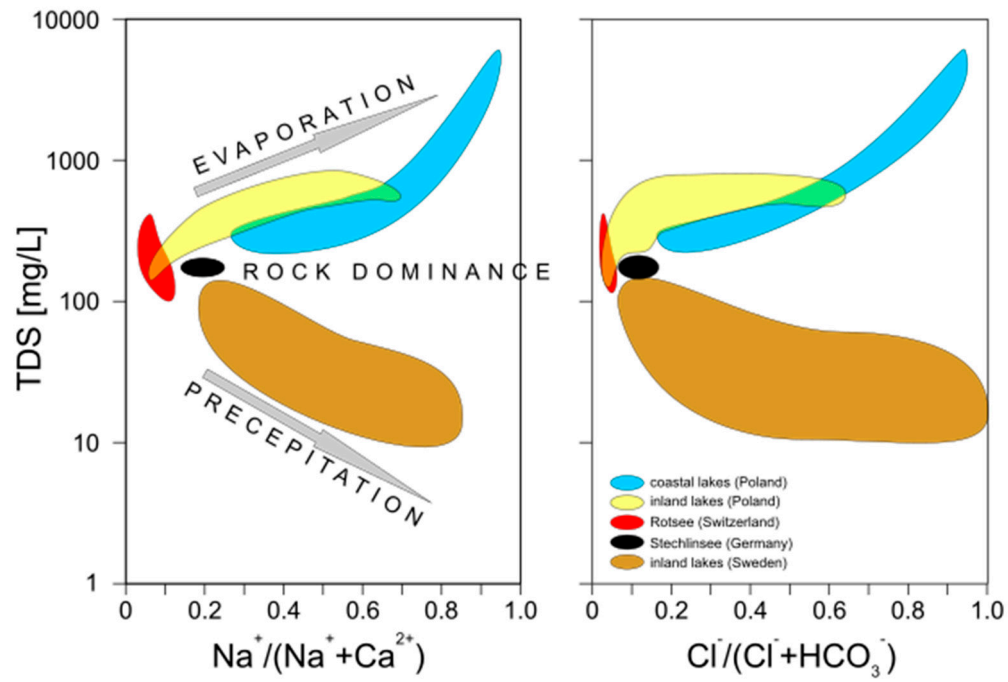 10000
1000
100
10
1
TDS [mg/L]
EVAPORATION
ROCK DOMINANCE
PRECEPITATION
0 0.2 0.4 0.6 0.8 1.0
Na⁺/(Na⁺+Ca²⁺)
coastal lakes (Poland)
inland lakes (Poland)
Rotsee (Switzerland)
Stechlinsee (Germany)
inland lakes (Sweden)
0 0.2 0.4 0.6 0.8 1.0
Cl⁻/(Cl⁻+HCO₃⁻)